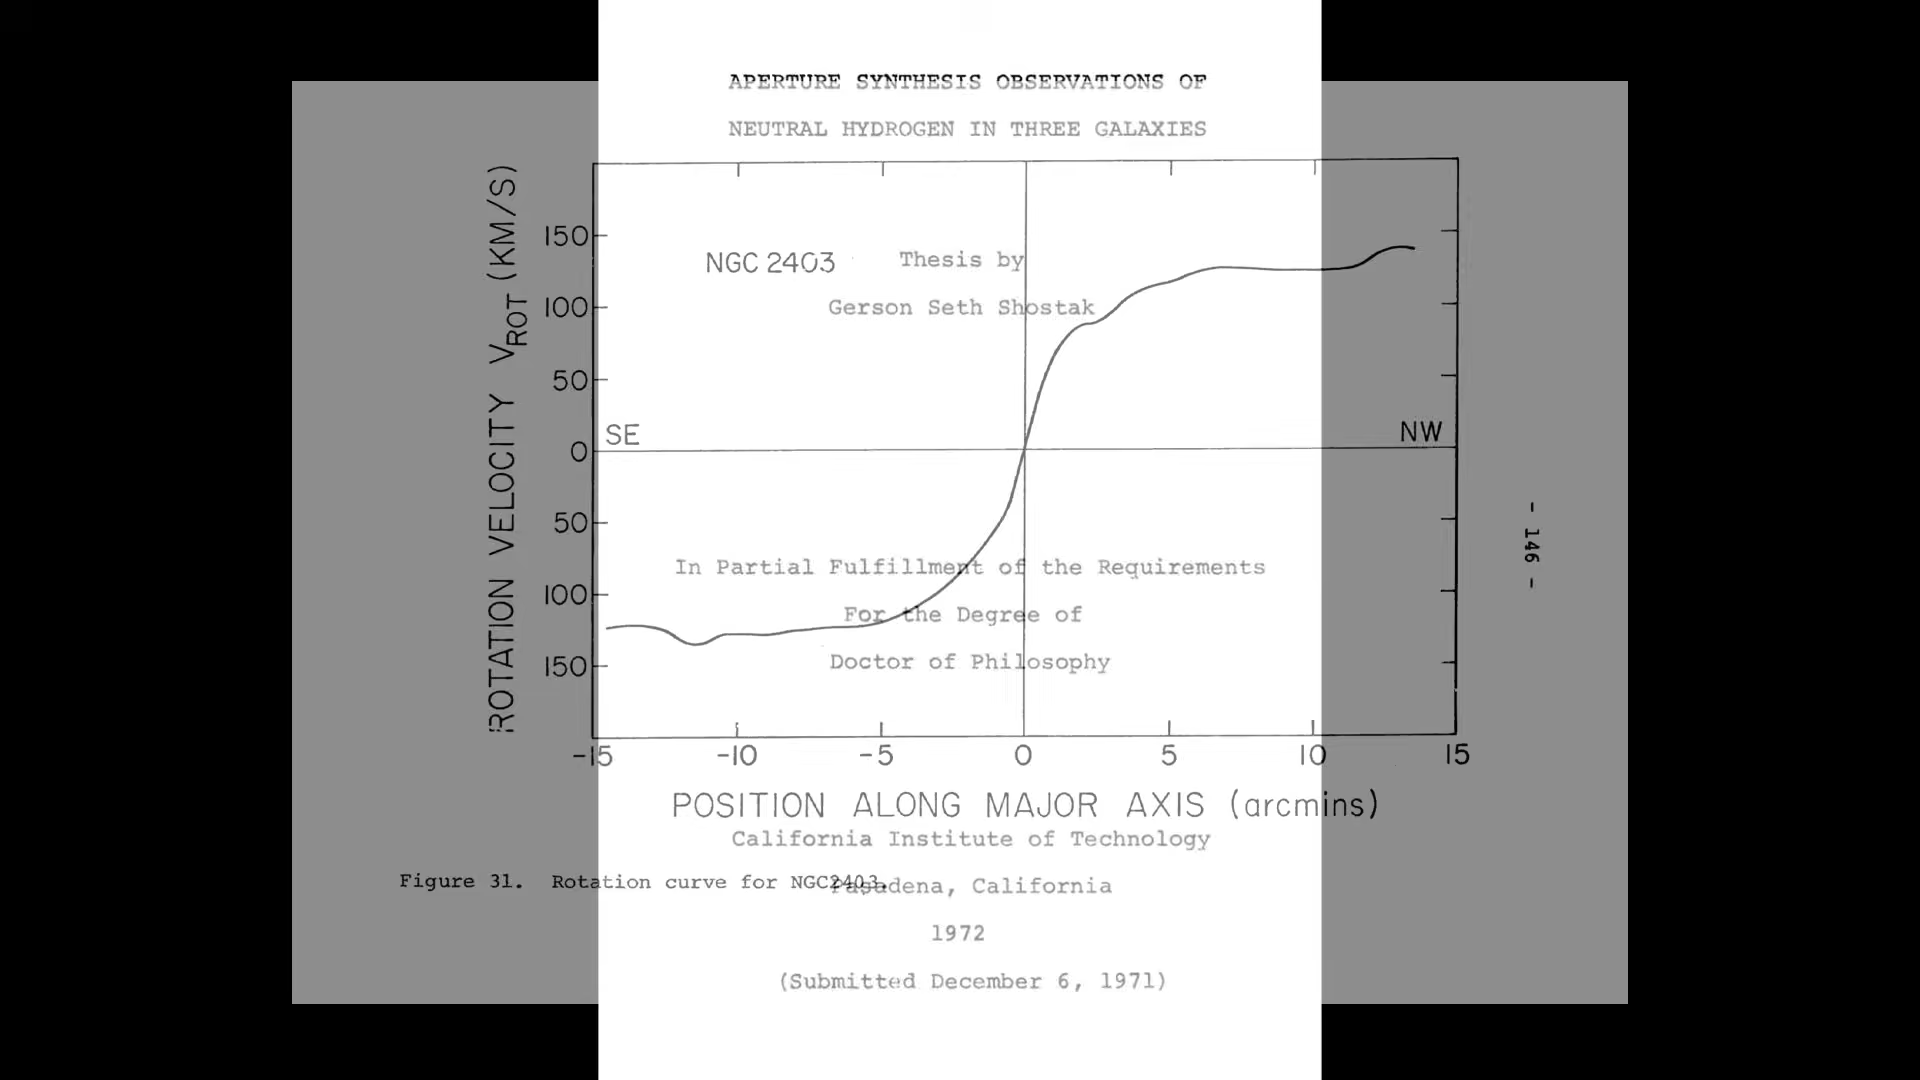 APERTURE SYNTHESIS OBSERVATIONS OF
NEUTRAL HYDROGEN IN THREE GALAXIES
Thesis by
Gerson Seth Shostak
In Partial Fulfillment of the Requirements
For the Degree of
Doctor of Philosophy
California Institute of Technology
Pasadena, California
1972
(Submitted December 6, 1971)
ROTATION VELOCITY VROT (KM/S)
150
100
50
0
50
100
150
NGC 2403
SE
NW
-15 -10 -5 0 5 10 15
POSITION ALONG MAJOR AXIS (arcmins)
Figure 31. Rotation curve for NGC2403.
- 146 -